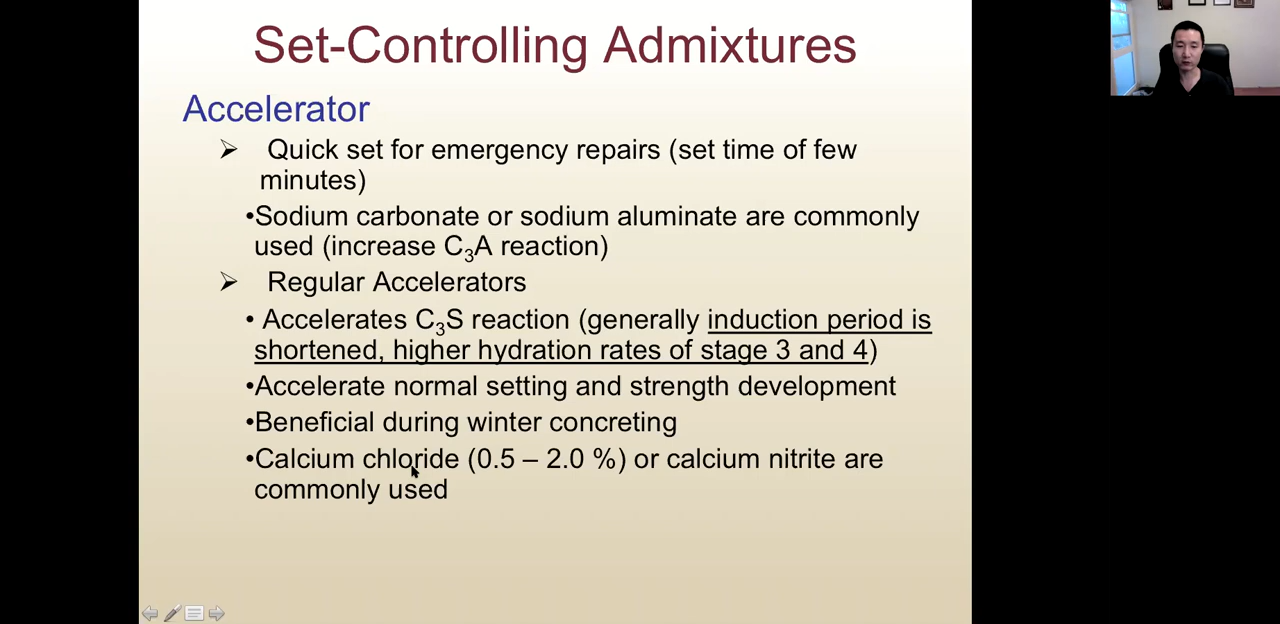 Set-Controlling Admixtures
Accelerator
➢ Quick set for emergency repairs (set time of few
minutes)
•Sodium carbonate or sodium aluminate are commonly
used (increase C₃A reaction)
➢ Regular Accelerators
• Accelerates C₃S reaction (generally induction period is
shortened, higher hydration rates of stage 3 and 4)
•Accelerate normal setting and strength development
•Beneficial during winter concreting
•Calcium chloride (0.5 – 2.0 %) or calcium nitrite are
commonly used